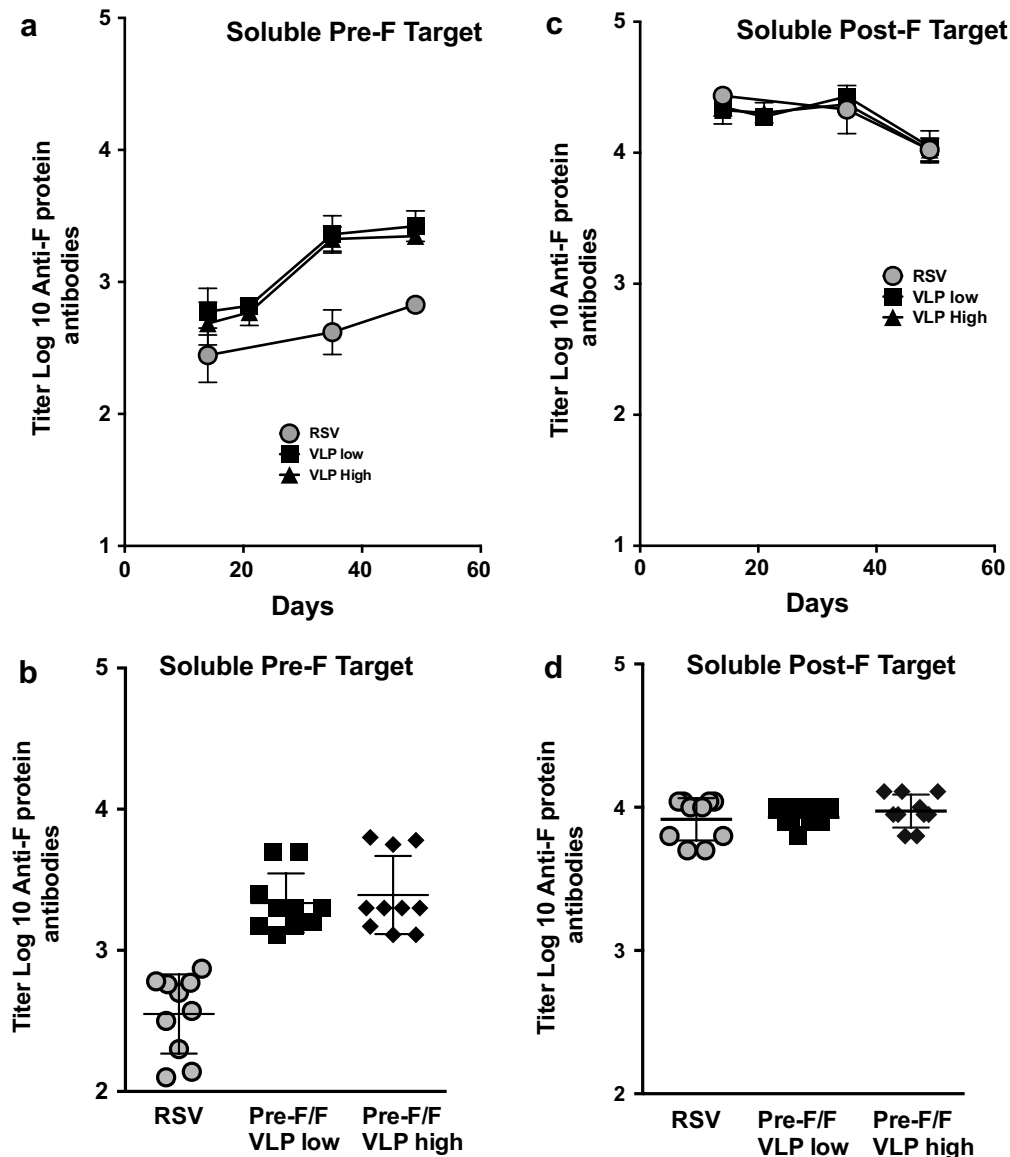 a
Soluble Pre-F Target
5
4
3
2
1
0
20
40
60
Days
Titer Log 10 Anti-F protein
antibodies
RSV
VLP low
VLP High
c
Soluble Post-F Target
5
4
3
2
1
0
20
40
60
Days
Titer Log 10 Anti-F protein
antibodies
RSV
VLP low
VLP High
b
Soluble Pre-F Target
5
4
3
2
Titer Log 10 Anti-F protein
antibodies
RSV
Pre-F/F
VLP low
Pre-F/F
VLP high
d
Soluble Post-F Target
5
4
3
2
Titer Log 10 Anti-F protein
antibodies
RSV
Pre-F/F
VLP low
Pre-F/F
VLP high